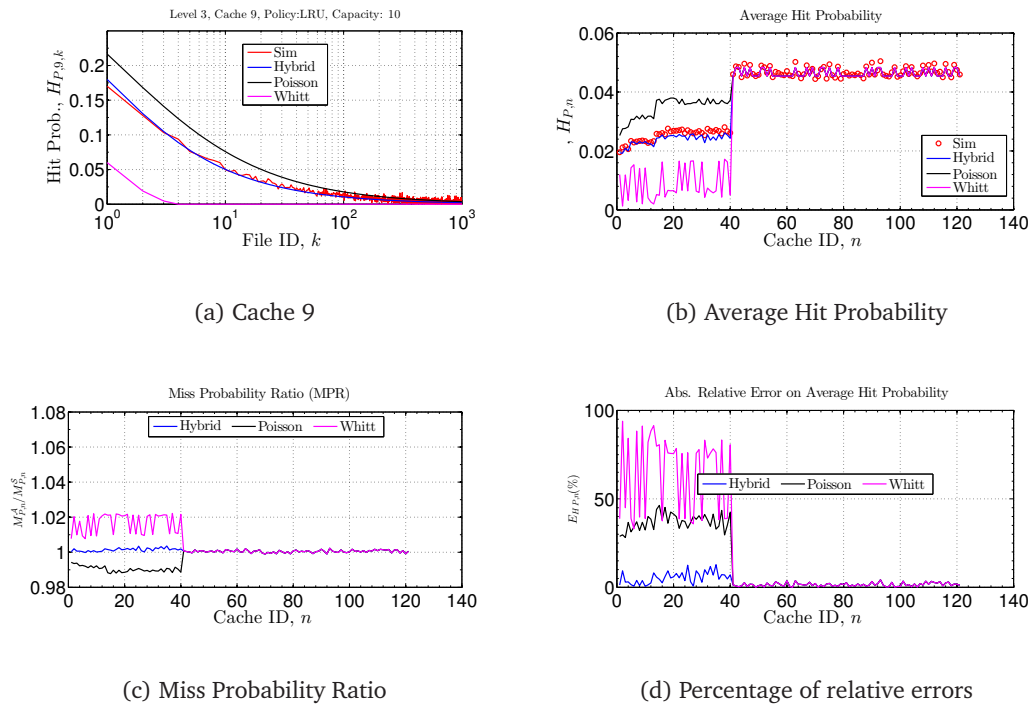 Level 3, Cache 9, Policy:LRU, Capacity: 10
Hit Prob., H_{P,9,k}
0.2
0.15
0.1
0.05
0
10^0 10^1 10^2 10^3
File ID, k
Sim
Hybrid
Poisson
Whitt
(a) Cache 9
Average Hit Probability
, H_{P,n}
0.06
0.04
0.02
0
0 20 40 60 80 100 120 140
Cache ID, n
Sim
Hybrid
Poisson
Whitt
(b) Average Hit Probability
Miss Probability Ratio (MPR)
Hybrid Poisson Whitt
M^A_{P,n}/M^S_{P,n}
1.08
1.06
1.04
1.02
1
0.98
0 20 40 60 80 100 120 140
Cache ID, n
(c) Miss Probability Ratio
Abs. Relative Error on Average Hit Probability
E_{HP,n}(%)
100
50
0
Hybrid Poisson Whitt
0 20 40 60 80 100 120 140
Cache ID, n
(d) Percentage of relative errors